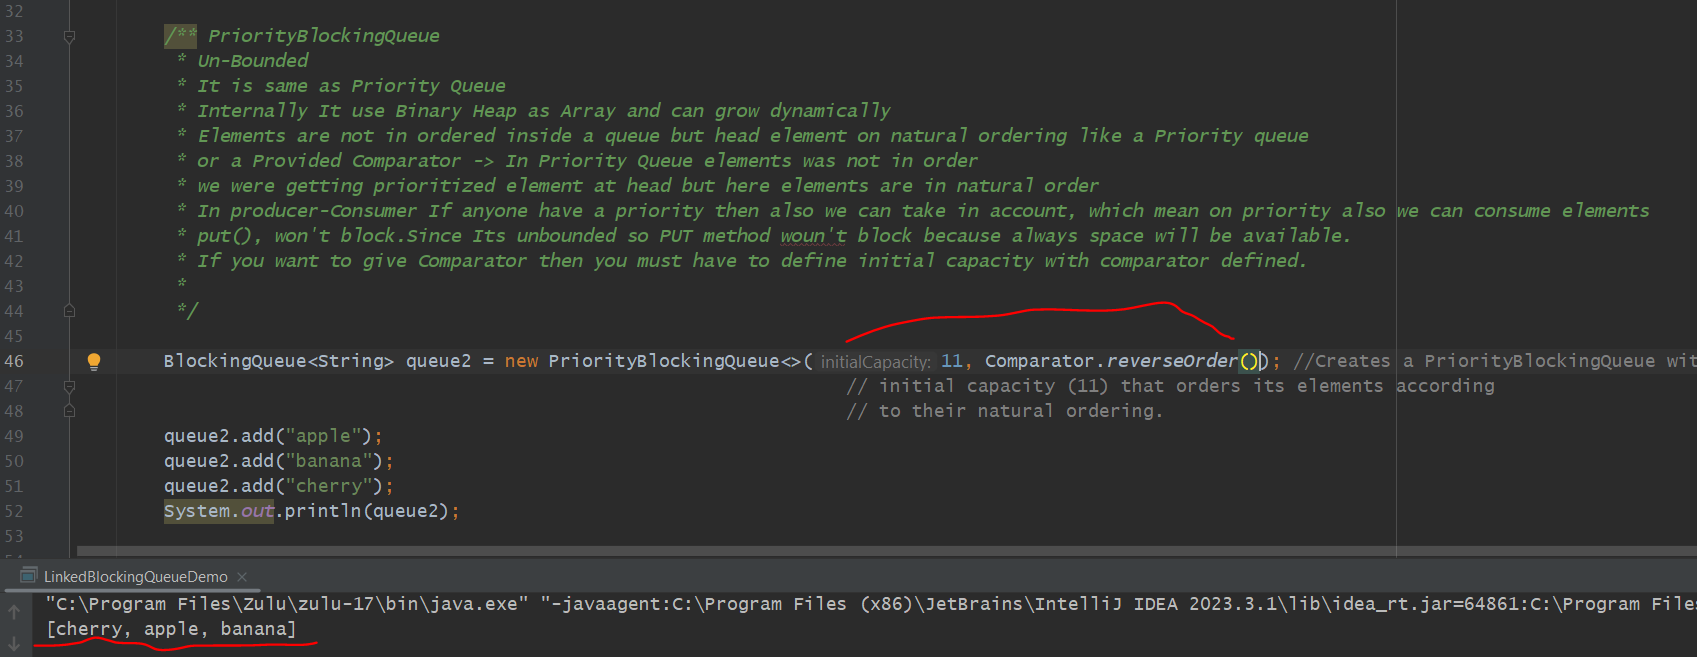 32
33 /** PriorityBlockingQueue
34 * Un-Bounded
35 * It is same as Priority Queue
36 * Internally It use Binary Heap as Array and can grow dynamically
37 * Elements are not in ordered inside a queue but head element on natural ordering like a Priority queue
38 * or a Provided Comparator -> In Priority Queue elements was not in order
39 * we were getting prioritized element at head but here elements are in natural order
40 * In producer-Consumer If anyone have a priority then also we can take in account, which mean on priority also we can consume elements
41 * put(), won't block.Since Its unbounded so PUT method woun't block because always space will be available.
42 * If you want to give Comparator then you must have to define initial capacity with comparator defined.
43 *
44 */
45
46 BlockingQueue<String> queue2 = new PriorityBlockingQueue<>( initialCapacity: 11, Comparator.reverseOrder()); //Creates a PriorityBlockingQueue wit
47 // initial capacity (11) that orders its elements according
48 // to their natural ordering.
49 queue2.add("apple");
50 queue2.add("banana");
51 queue2.add("cherry");
52 System.out.println(queue2);
53
LinkedBlockingQueueDemo
"C:\Program Files\Zulu\zulu-17\bin\java.exe" "-javaagent:C:\Program Files (x86)\JetBrains\IntelliJ IDEA 2023.3.1\lib\idea_rt.jar=64861:C:\Program Files
[cherry, apple, banana]